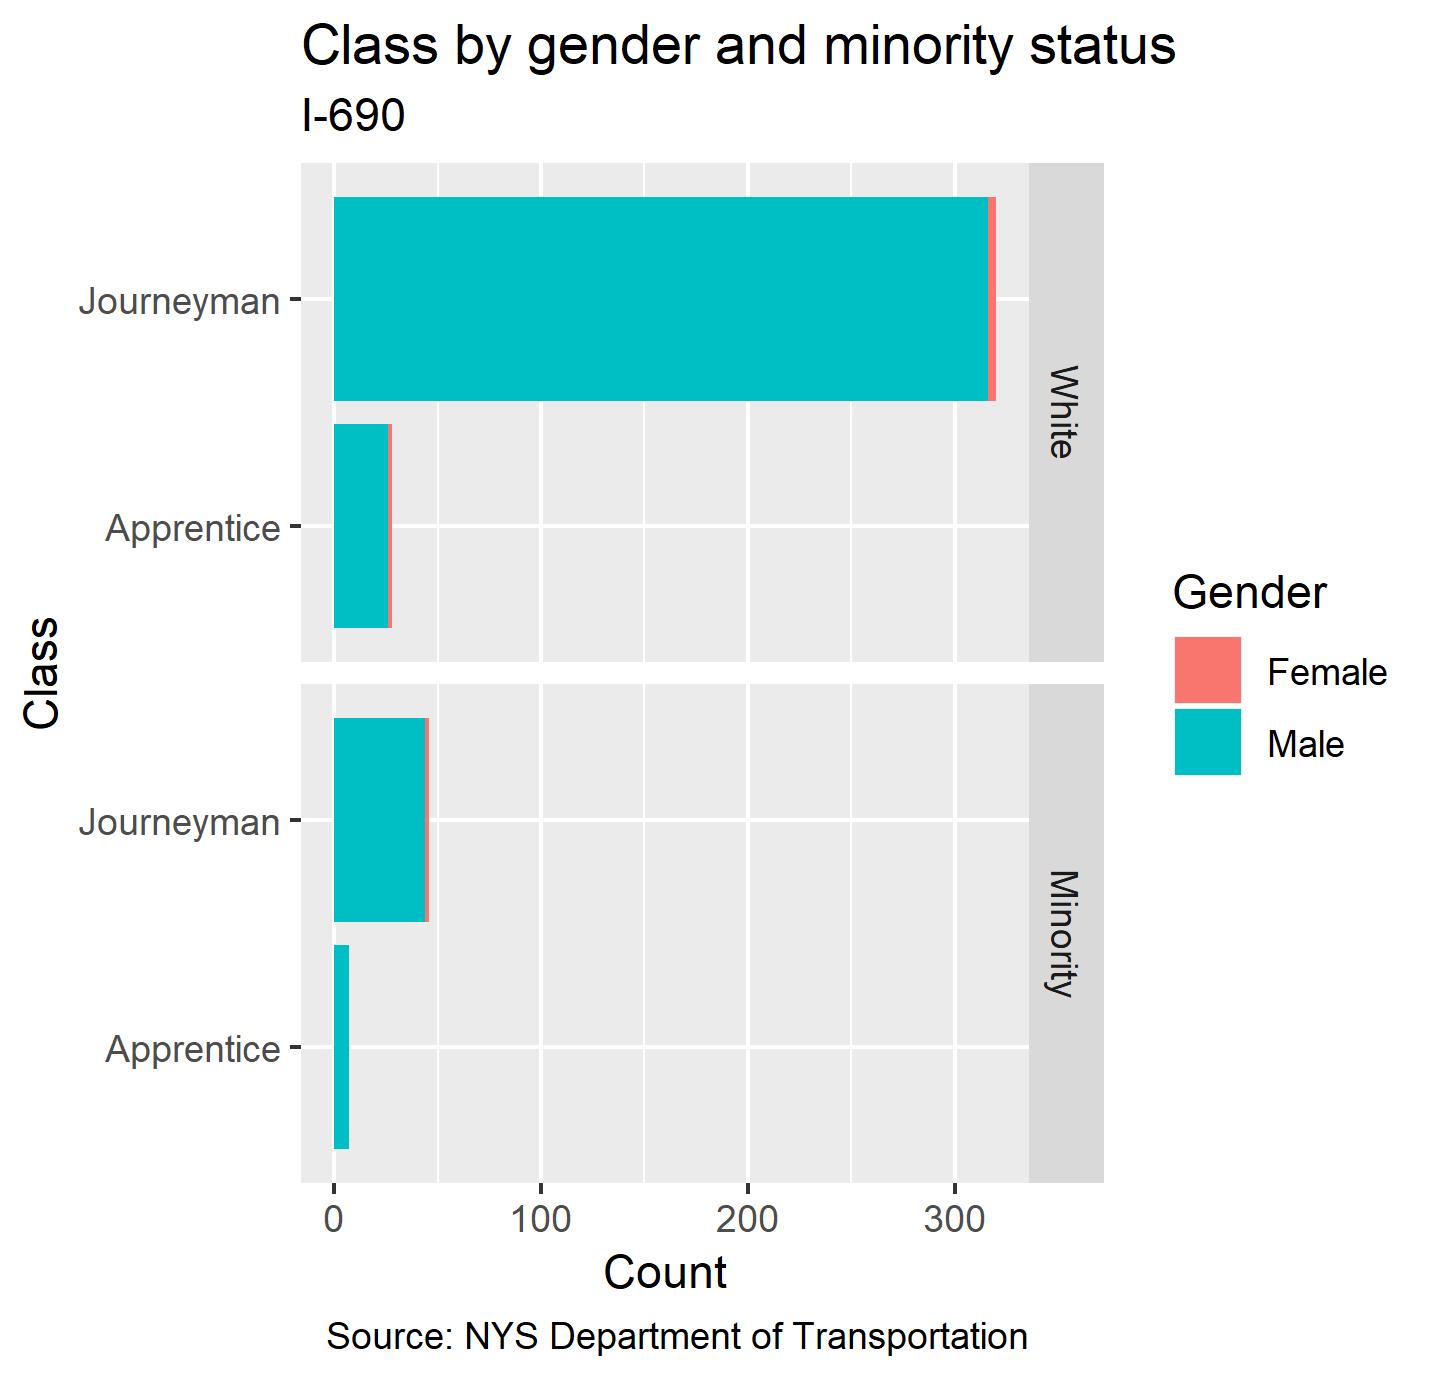 Class by gender and minority status
I-690
Journeyman
Apprentice
White
Journeyman
Apprentice
Minority
Class
0 100 200 300
Count
Source: NYS Department of Transportation
Gender
Female
Male